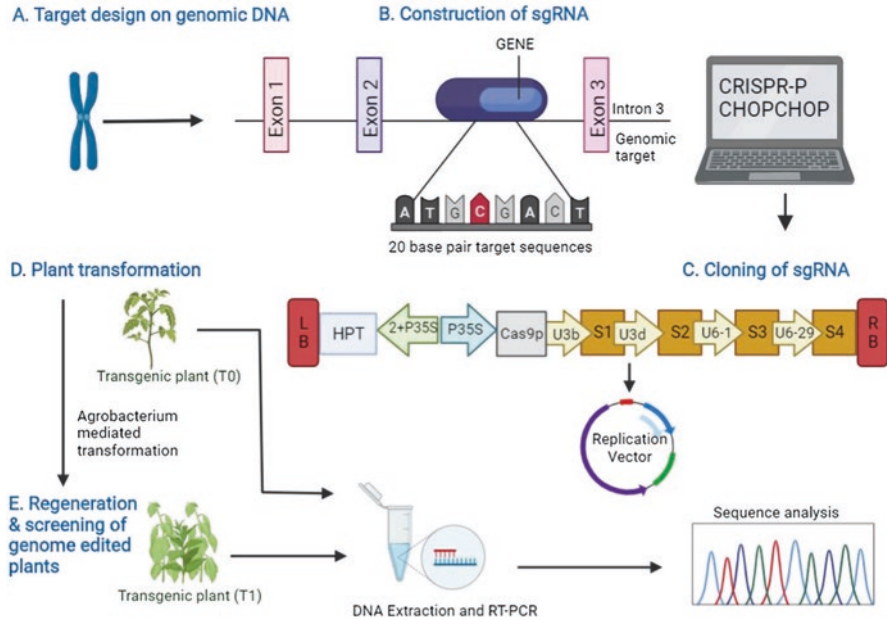 A. Target design on genomic DNA
B. Construction of sgRNA
GENE
Exon 1
Exon 2
Exon 3
Intron 3
Genomic
target
CRISPR-P
CHOPCHOP
A T G C G A C T
20 base pair target sequences
D. Plant transformation
C. Cloning of sgRNA
LB
HPT
2+P35S
P35S
Cas9p
U3b
S1
U3d
S2
U6-1
S3
U6-29
S4
RB
Transgenic plant (T0)
Agrobacterium
mediated
transformation
Replication
Vector
E. Regeneration
& screening of
genome edited
plants
Transgenic plant (T1)
DNA Extraction and RT-PCR
Sequence analysis